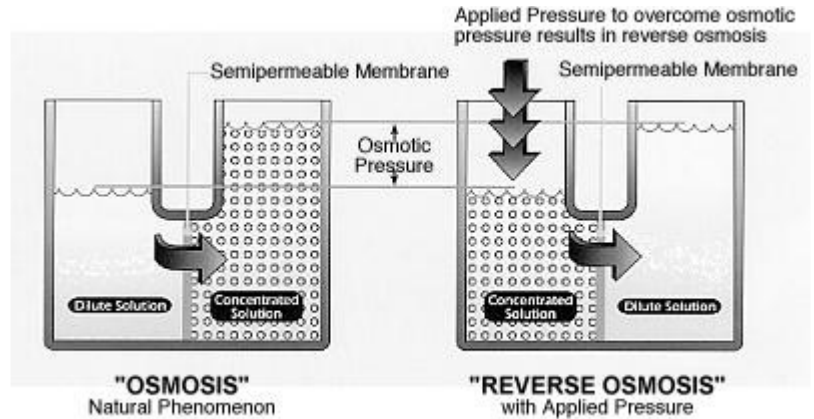 Applied Pressure to overcome osmotic
pressure results in reverse osmosis
Semipermeable Membrane
Semipermeable Membrane
Osmotic
Pressure
Dilute Solution
Concentrated
Solution
Concentrated
Solution
Dilute Solution
"OSMOSIS"
Natural Phenomenon
"REVERSE OSMOSIS"
with Applied Pressure